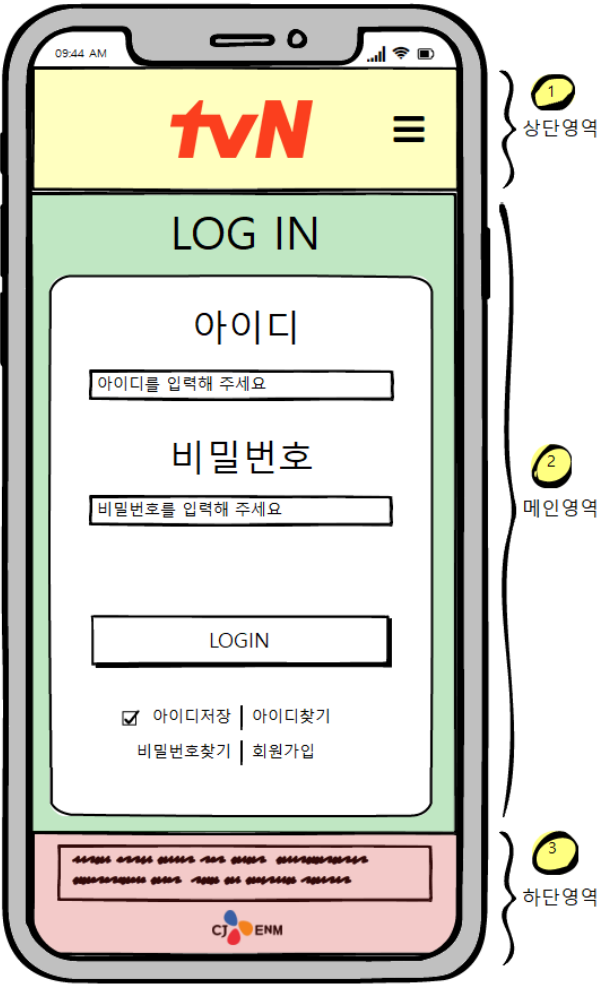 09:44 AM
tvN
1
상단영역
LOG IN
아이디
아이디를 입력해 주세요
비밀번호
2
메인영역
비밀번호를 입력해 주세요
LOGIN
아이디저장 아이디찾기
비밀번호찾기 회원가입
3
하단영역
CJ ENM